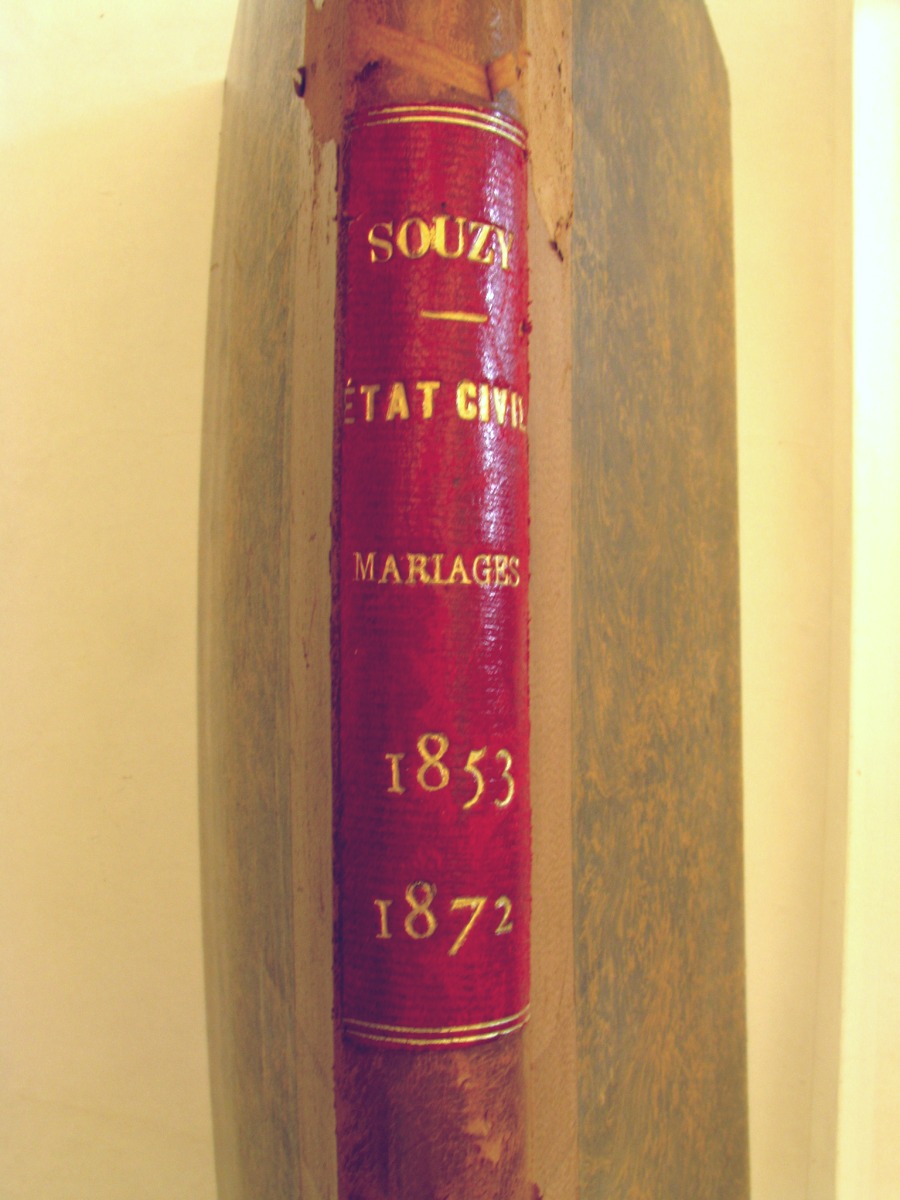 SOUZY
ÉTAT CIVIL
MARIAGES
1853
1872